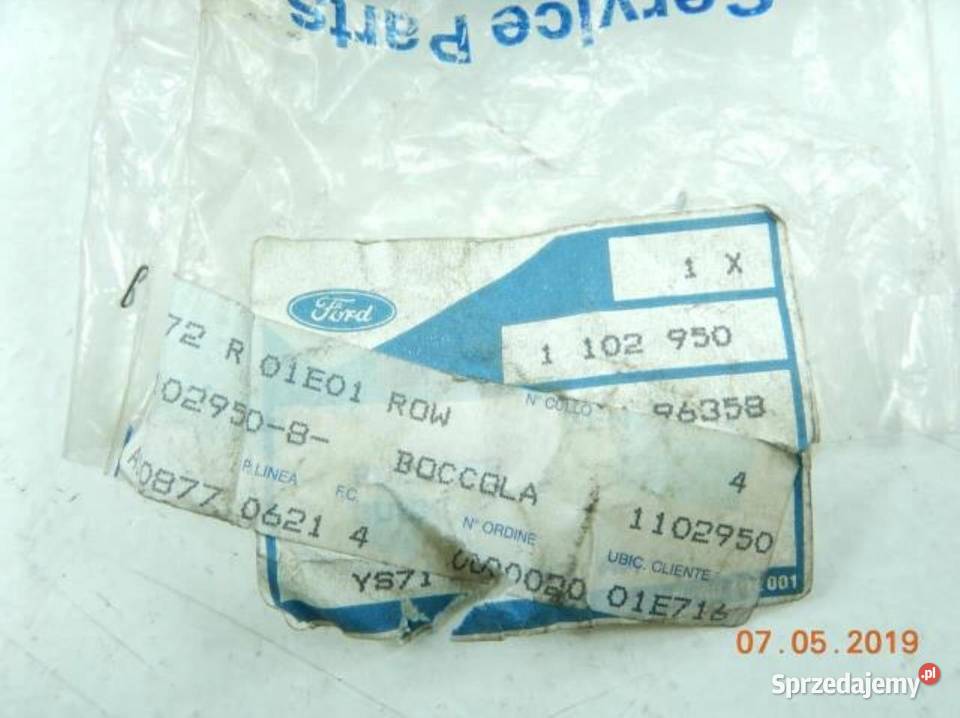 Service Parts
Ford
1 X
1 102 950
72 R 01E01 ROW
N° COLLO 96358
02950-8- BOCCOLA 4
P. LINEA F.C. N° ORDINE 1102950
A0877 0621 4 UBIC. CLIENTE
YS71 0000020 01E716
001
07.05.2019
Sprzedajemy.pl